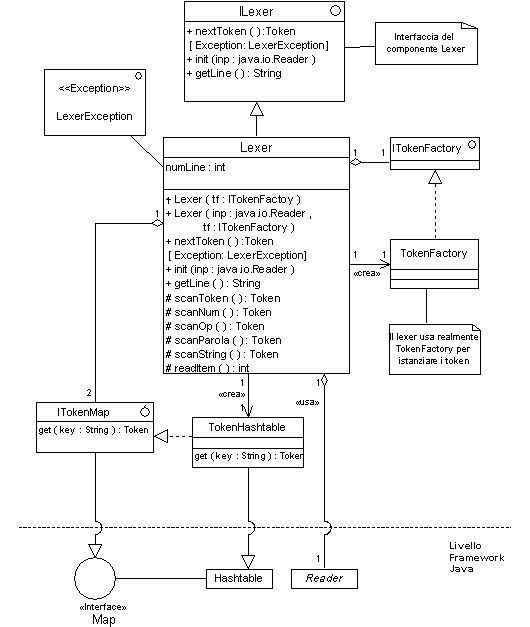 ILexer
+ nextToken ( ):Token
[ Exception: LexerException]
+ init (inp : java.io.Reader )
+ getLine ( ) : String
Interfaccia del
componente Lexer
<<Exception>>
LexerException
Lexer
numLine : int
+ Lexer ( tf : ITokenFactoy )
+ Lexer ( inp : java.io.Reader ,
tf : ITokenFactory )
+ nextToken ( ):Token
[ Exception: LexerException]
+ init (inp : java.io.Reader )
+ getLine ( ) : String
# scanToken ( ) : Token
# scanNum ( ) : Token
# scanOp ( ) : Token
# scanParola ( ) : Token
# scanString ( ) : Token
# readItem ( ) : int
1
1
ITokenFactory
1
1
«crea»
TokenFactory
Il lexer usa realmente
TokenFactory per
istanziare i token
1
2
1
«crea»
1
1
«usa»
ITokenMap
get ( key : String ) : Token
TokenHashtable
get ( key : String ) : Token
Livello
Framework
Java
1
Hashtable
Reader
«Interface»
Map